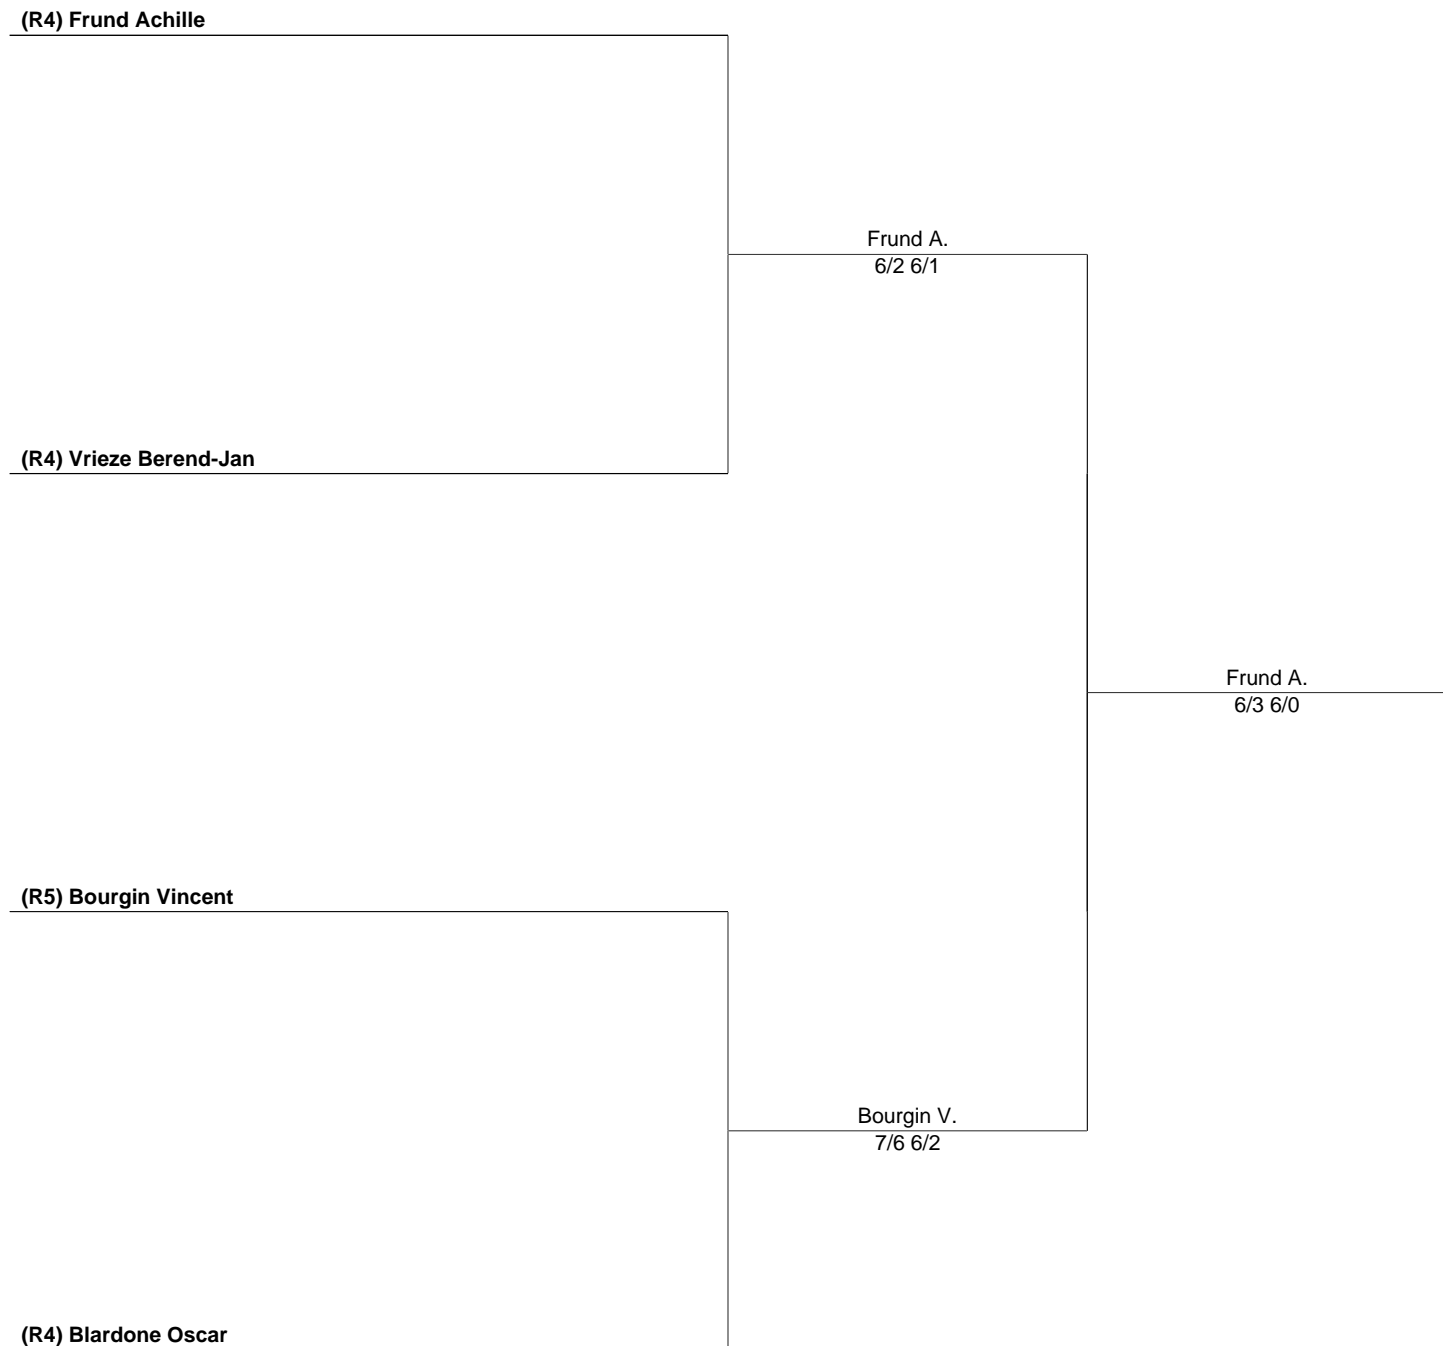 (R4) Frund Achille
Frund A.
6/2 6/1
(R4) Vrieze Berend-Jan
Frund A.
6/3 6/0
(R5) Bourgin Vincent
Bourgin V.
7/6 6/2
(R4) Blardone Oscar